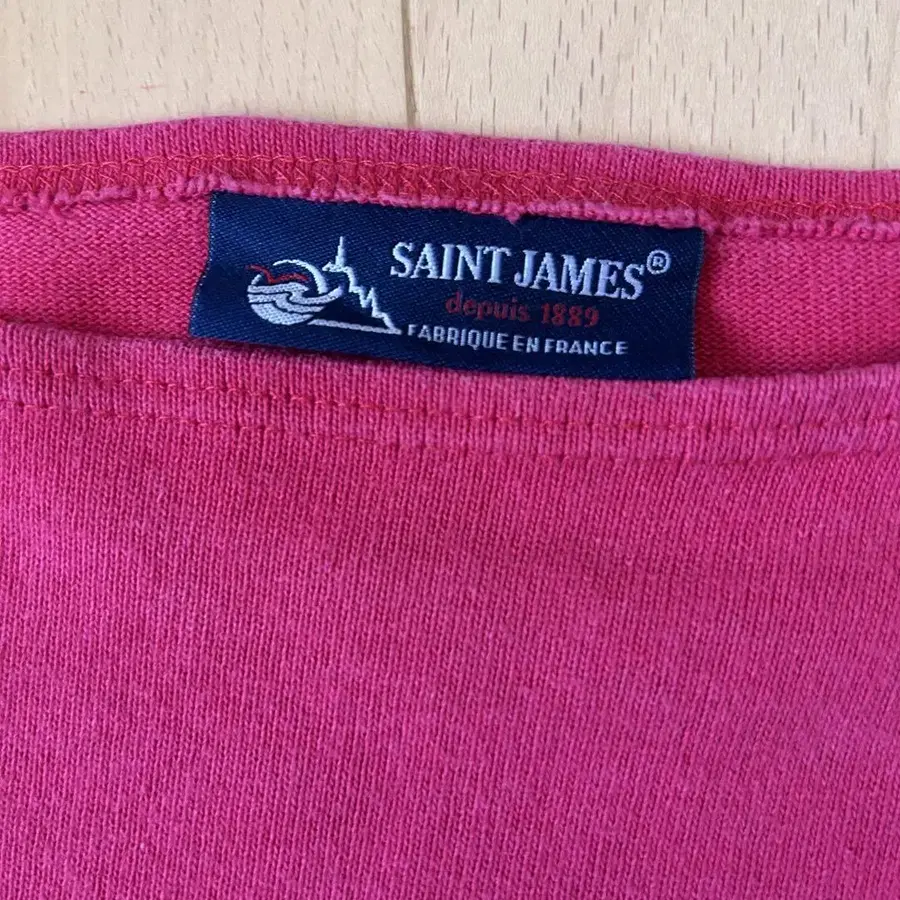 SAINT JAMES®
depuis 1889
FABRIQUE EN FRANCE